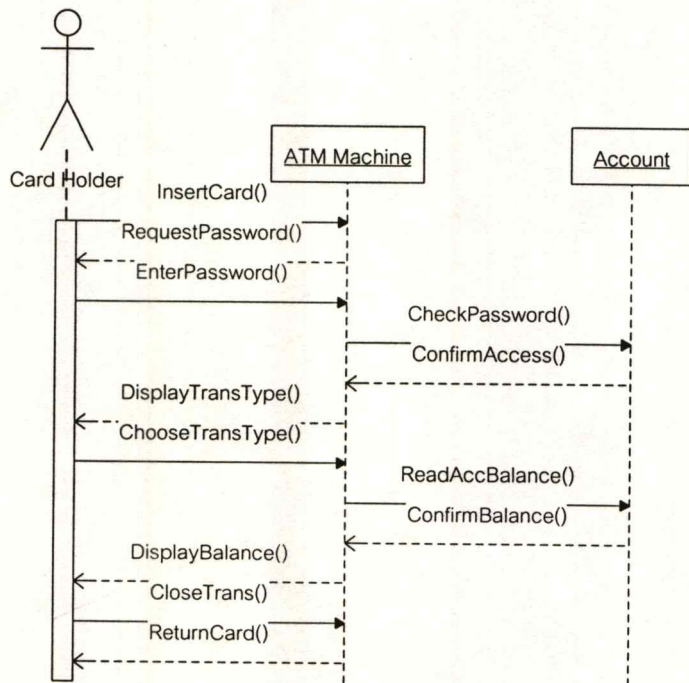 ATM Machine
Account
Card Holder
InsertCard()
RequestPassword()
EnterPassword()
CheckPassword()
ConfirmAccess()
DisplayTransType()
ChooseTransType()
ReadAccBalance()
ConfirmBalance()
DisplayBalance()
CloseTrans()
ReturnCard()